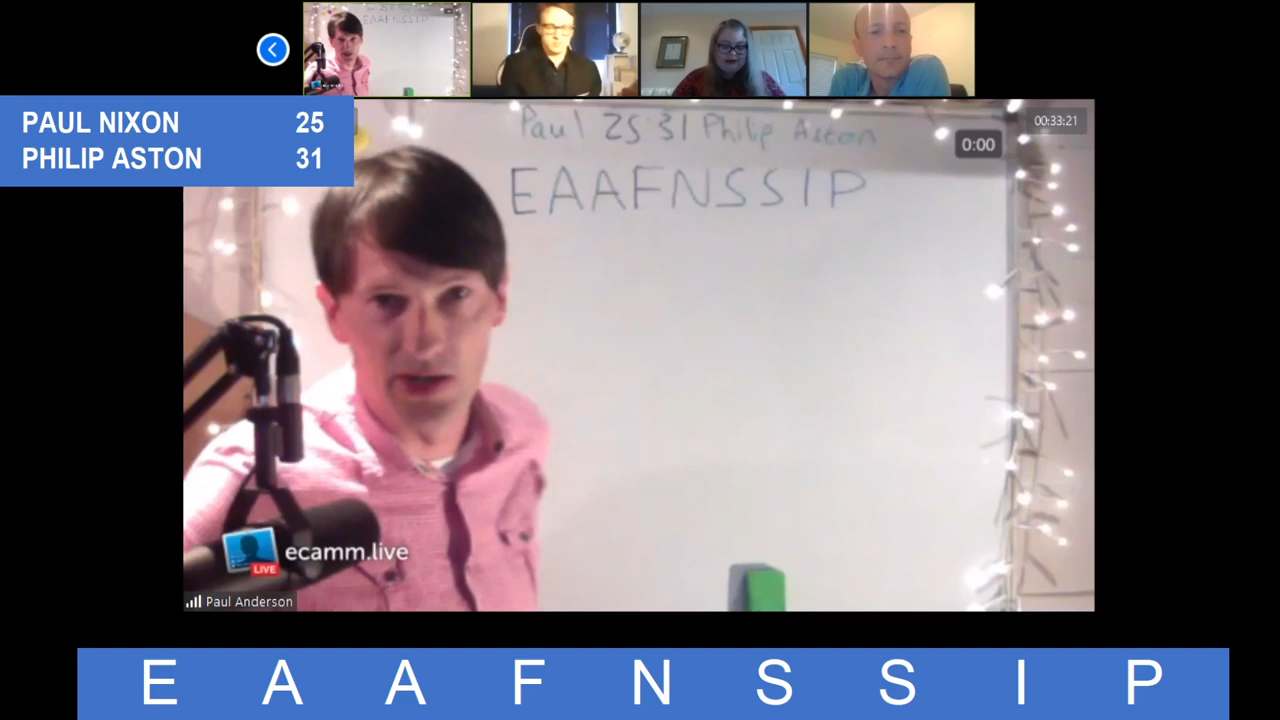 PAUL NIXON 25
PHILIP ASTON 31
Paul 25:31 Philip Aston
00:33:21
0:00
EAAFNSSIP
ecamm.live
LIVE
Paul Anderson
E A A F N S S I P